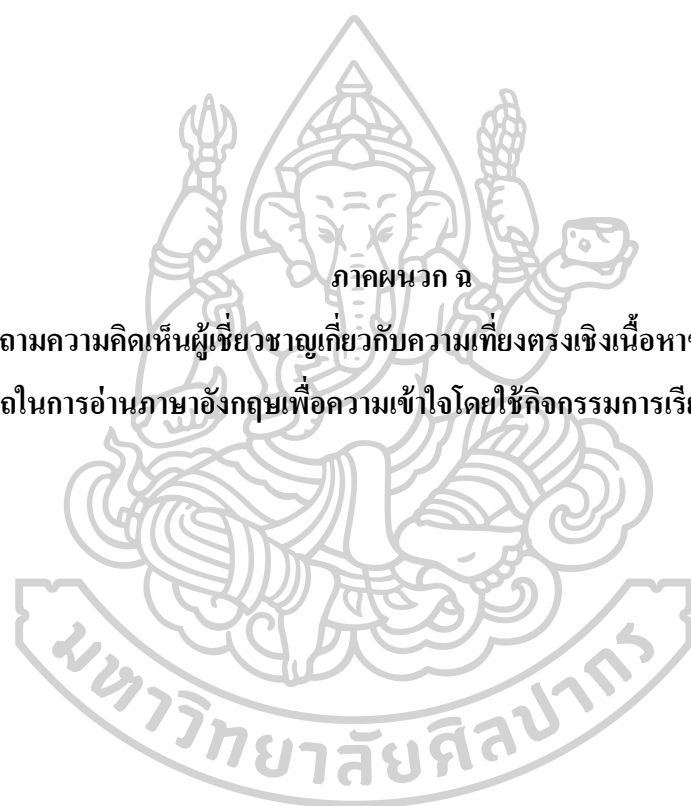 ภาคผนวก ฉ
ถามความคิดเห็นผู้เชี่ยวชาญเกี่ยวกับความเที่ยงตรงเชิงเนื้อหา
ในการอ่านภาษาอังกฤษเพื่อความเข้าใจโดยใช้กิจกรรมการ
มหาวิทยาลัยศิลปากร